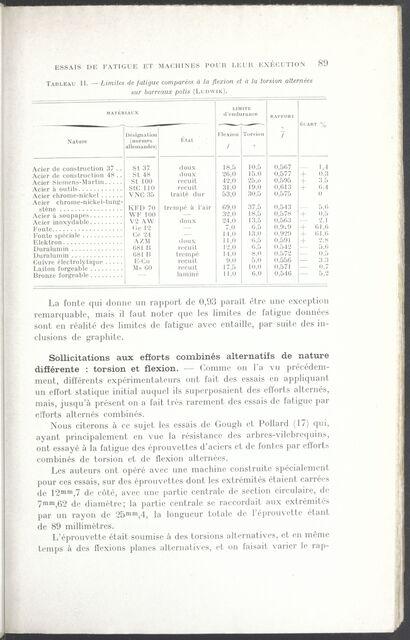 ESSAIS DE FATIGUE ET MACHINES POUR LEUR EXÉCUTION 89
TABLEAU 11. — Limites de fatigue comparées à la flexion et à la torsion alternées
sur barreaux polis (LUDWIK).
MATÉRIAUX LIMITE d'endurance RAPPORT τ/f ÉCART %
Nature Désignation (normes allemandes) État Flexion f Torsion τ
Acier de construction 37 .. St 37 doux 18,5 10,5 0,567 — 1,4
Acier de construction 48 .. St 48 doux 26,0 15,0 0,577 + 0,3
Acier Siemens-Martin..... St 100 recuit 42,0 25,0 0,595 + 3,5
Acier à outils.......... StC 110 recuit 31,0 19,0 0,613 + 6,4
Acier chrome-nickel ...... VNC 35 traité dur 53,0 30,5 0,575 0
Acier chrome-nickel-tung-
stène ................ KFD 70 trempé à l'air 69,0 37,5 0,543 — 5,6
Acier à soupapes......... WF 100 — 32,0 18,5 0,578 + 0,5
Acier inoxydable......... V2 AW doux 24,0 13,5 0,563 — 2,1
Fonte................ Ge 12 — 7,0 6,5 0,929 + 61,6
Fonte spéciale .......... Ge 24 — 14,0 13,0 0,929 + 61,6
Elektron.............. AZM doux 11,0 6,5 0,591 + 2,8
Duralumin ............ 681 B recuit 12,0 6,5 0,542 — 5,6
Duralumin ............ 681 B trempé 14,0 8,0 0,572 — 0,5
Cuivre électrolytique ..... E-Cu recuit 9,0 5,0 0,556 — 3,3
Laiton forgeable ......... Ms 60 recuit 17,5 10,0 0,571 — 0,7
Bronze forgeable ......... — laminé 11,0 6,0 0,546 — 5,2
La fonte qui donne un rapport de 0,93 paraît être une exception
remarquable, mais il faut noter que les limites de fatigue données
sont en réalité des limites de fatigue avec entaille, par suite des in-
clusions de graphite.
Sollicitations aux efforts combinés alternatifs de nature
différente : torsion et flexion. — Comme on l'a vu précédem-
ment, différents expérimentateurs ont fait des essais en appliquant
un effort statique initial auquel ils superposaient des efforts alternés,
mais, jusqu'à présent on a fait très rarement des essais de fatigue par
efforts alternés combinés.
Nous citerons à ce sujet les essais de Gough et Pollard (17) qui,
ayant principalement en vue la résistance des arbres-vilebrequins,
ont essayé à la fatigue des éprouvettes d'aciers et de fontes par efforts
combinés de torsion et de flexion alternées.
Les auteurs ont opéré avec une machine construite spécialement
pour ces essais, sur des éprouvettes dont les extrémités étaient carrées
de 12mm,7 de côté, avec une partie centrale de section circulaire, de
7mm,62 de diamètre; la partie centrale se raccordait aux extrémités
par un rayon de 25mm,4, la longueur totale de l'éprouvette étant
de 89 millimètres.
L'éprouvette était soumise à des torsions alternatives, et en même
temps à des flexions planes alternatives, et on faisait varier le rap-